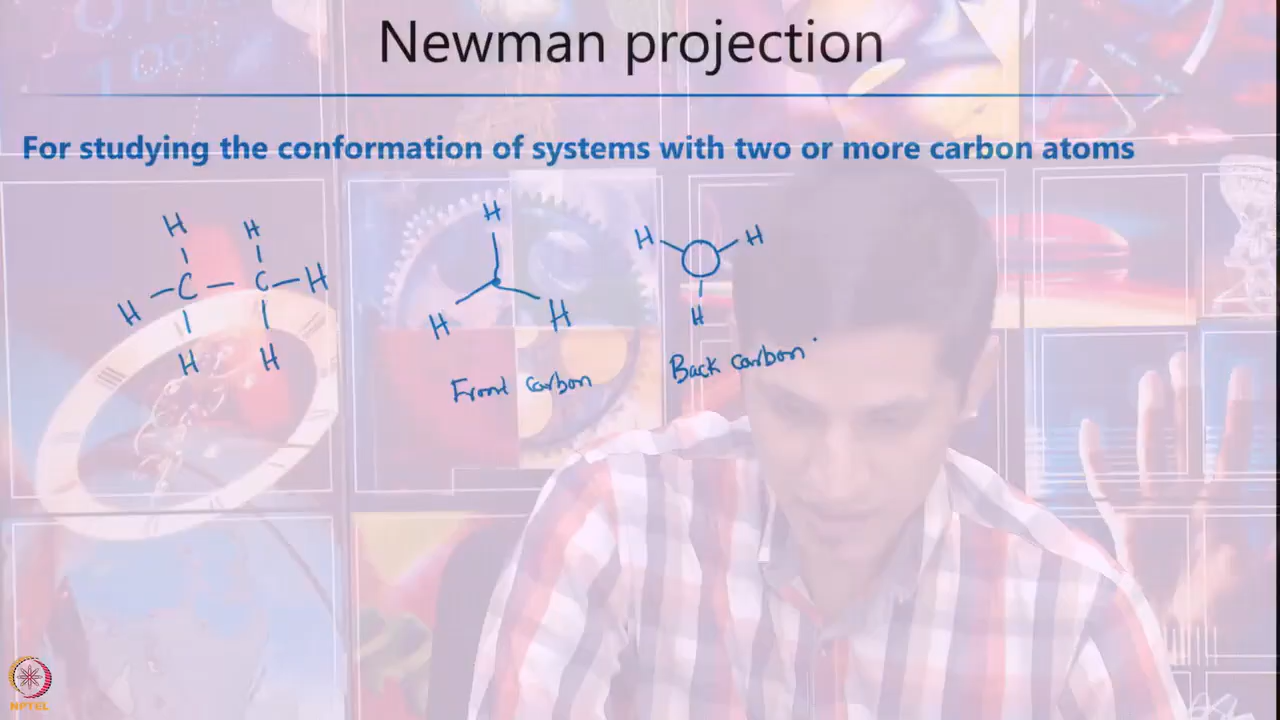 Newman projection
For studying the conformation of systems with two or more carbon atoms
H H
H - C - C - H
H H
H
H H
Front Carbon
H H
H
Back carbon
NPTEL